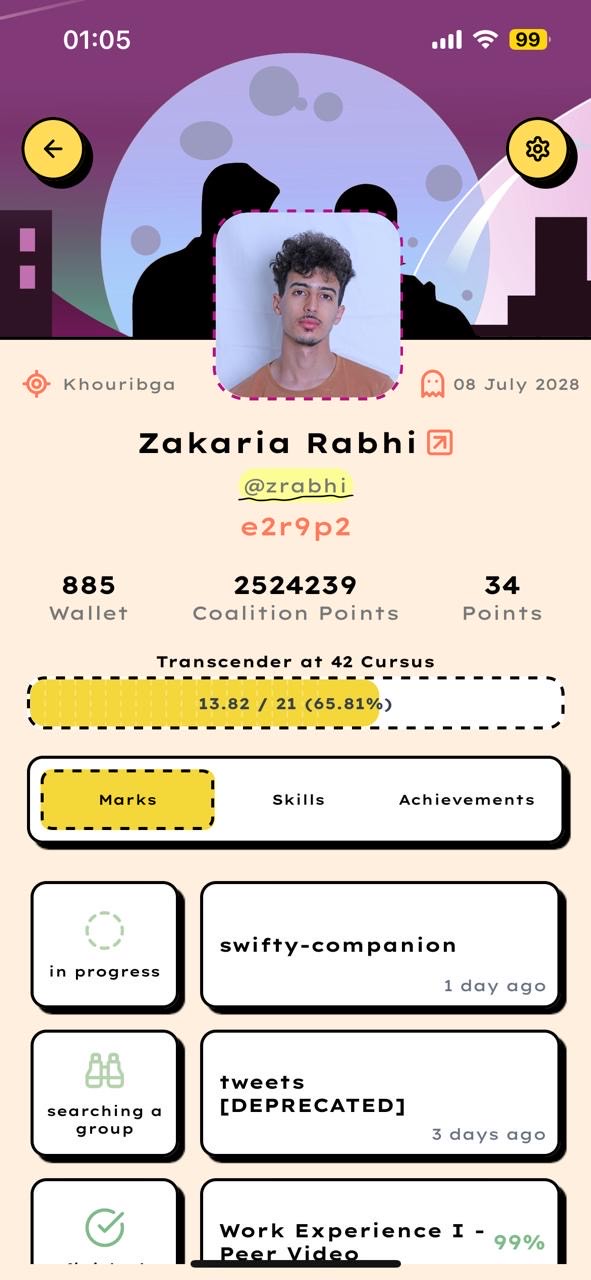 01:05
99
Khouribga
08 July 2028
Zakaria Rabhi
@zrabhi
e2r9p2
885
2524239
34
Wallet
Coalition Points
Points
Transcender at 42 Cursus
13.82 / 21 (65.81%)
Marks
Skills
Achievements
in progress
swifty-companion
1 day ago
searching a
group
tweets
[DEPRECATED]
3 days ago
Work Experience I -
Peer Video
99%